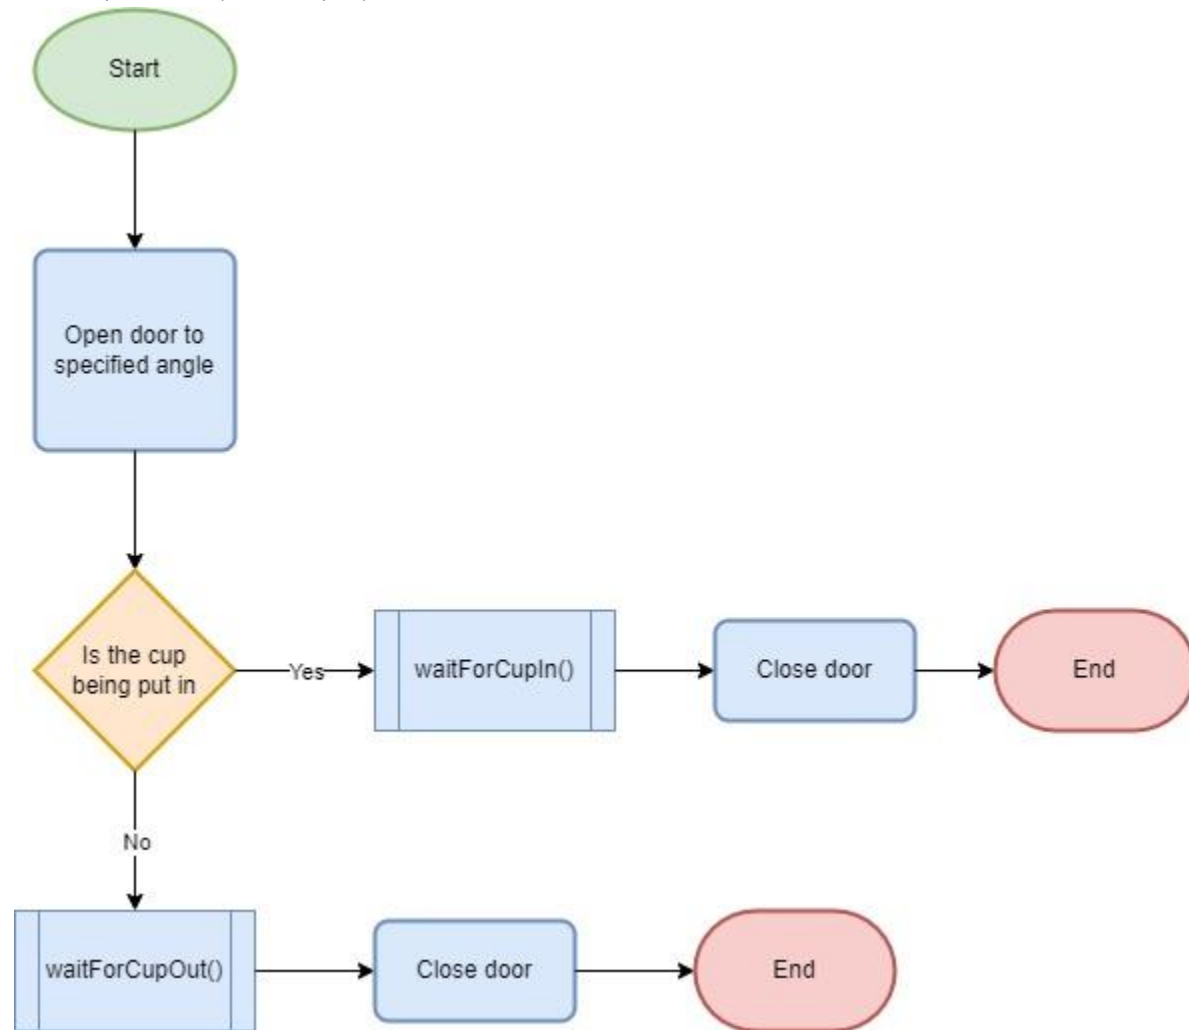 Start
Open door to
specified angle
Is the cup
being put in
Yes
waitForCupIn()
Close door
End
No
waitForCupOut()
Close door
End